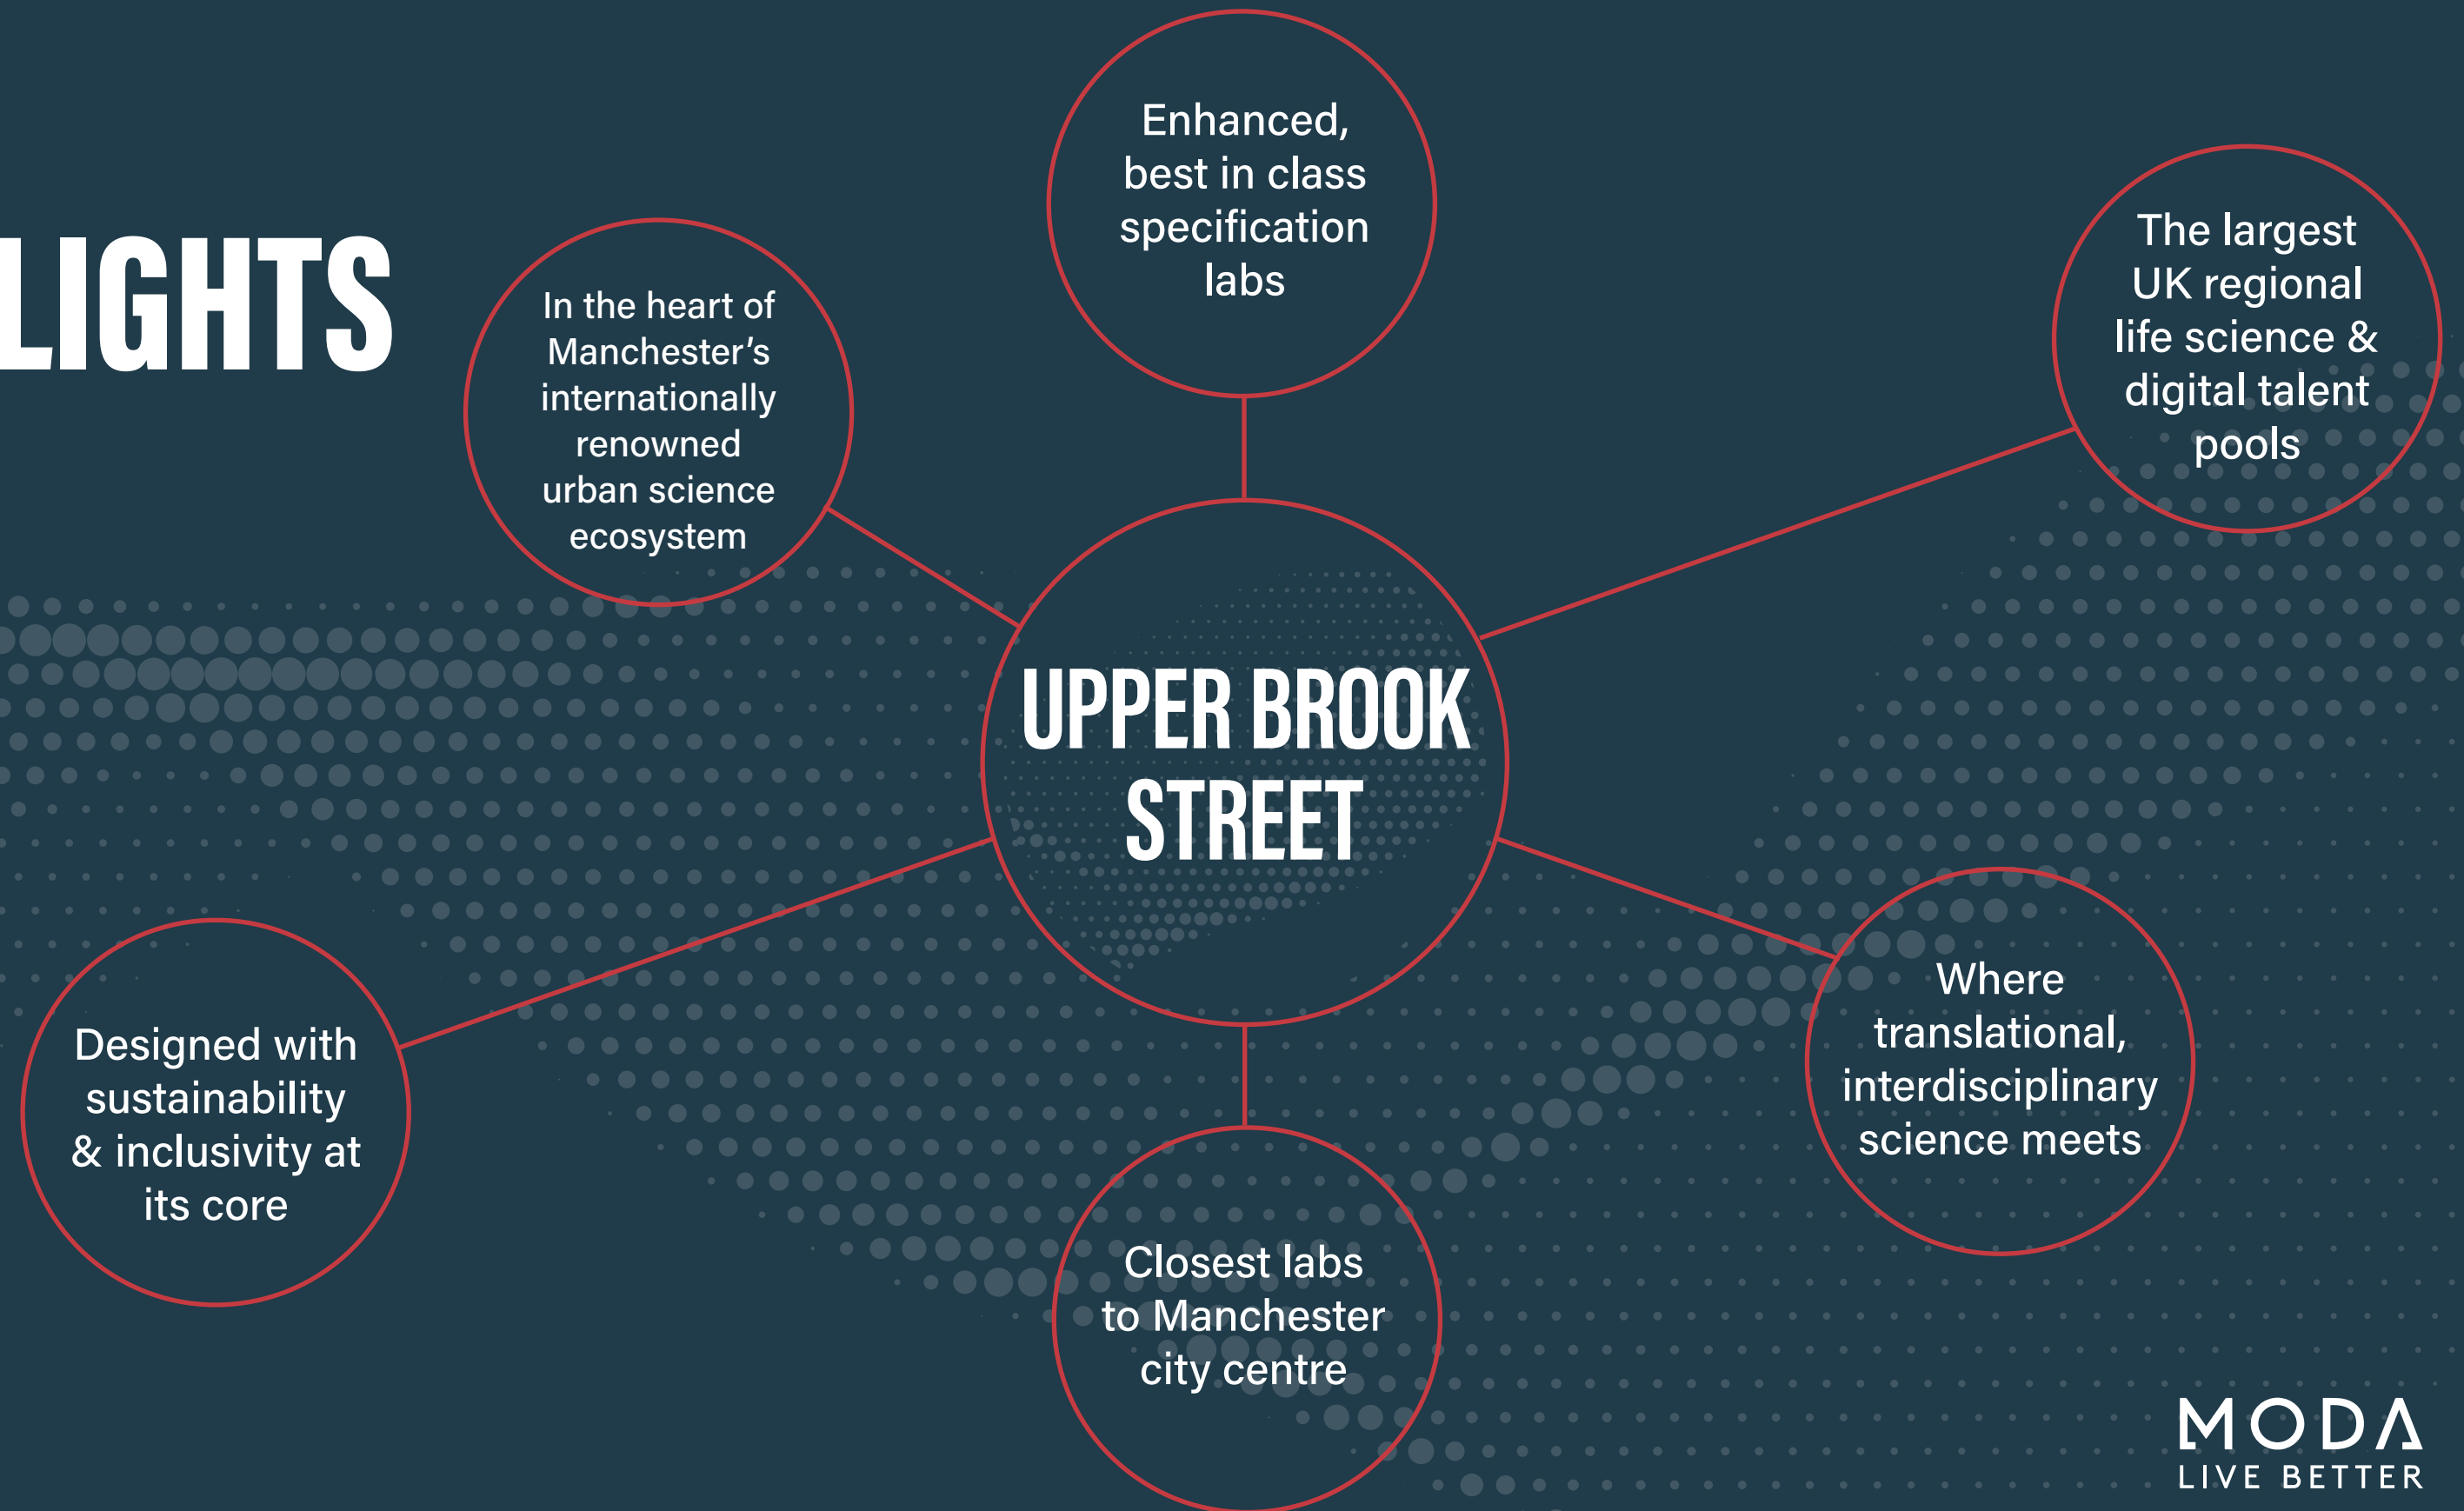 LIGHTS
Enhanced,
best in class
specification
labs
In the heart of
Manchester’s
internationally
renowned
urban science
ecosystem
The largest
UK regional
life science &
digital talent
pools
UPPER BROOK
STREET
Designed with
sustainability
& inclusivity at
its core
Where
translational,
interdisciplinary
science meets
Closest labs
to Manchester
city centre
MODA
LIVE BETTER